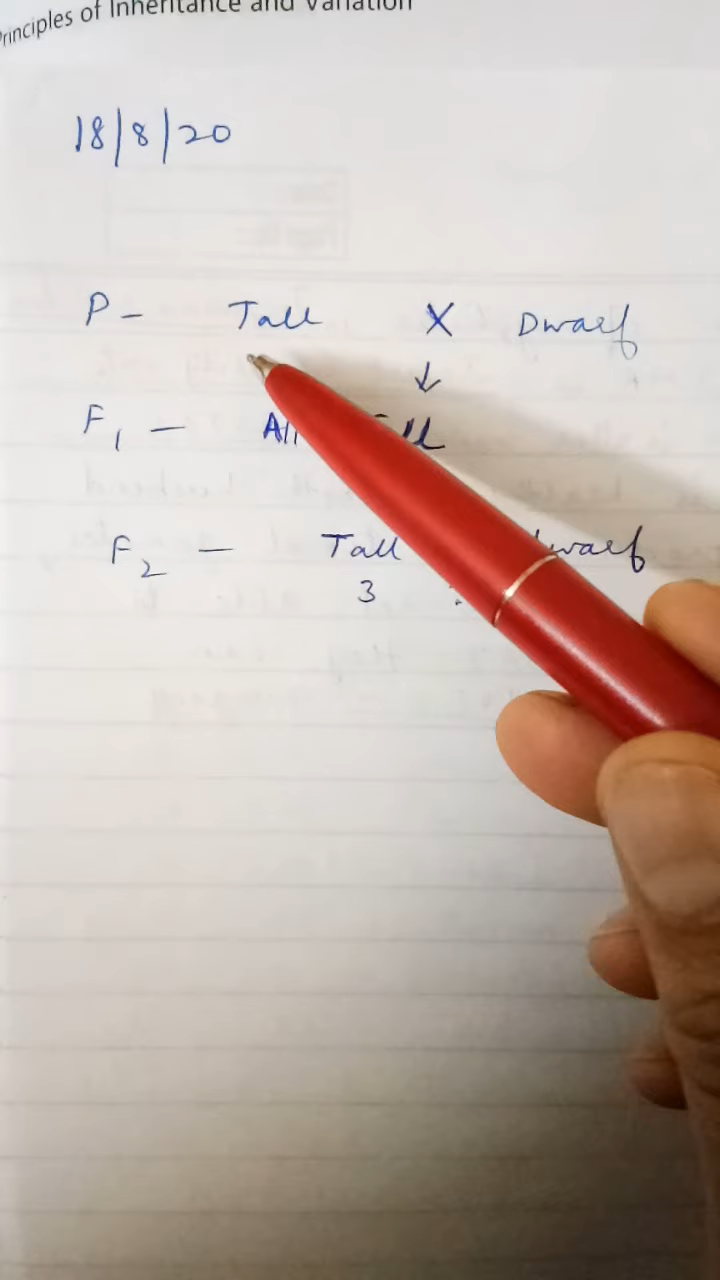 Principles of Inheritance and Variation
18/8/20
P - Tall X Dwarf
↓
F1 - All
F2 - Tall
3 :